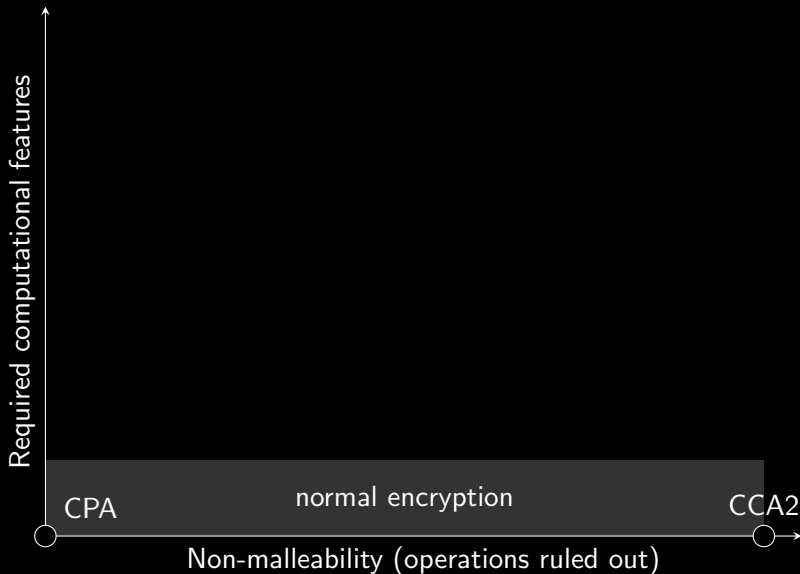 Required computational features
CPA
normal encryption
CCA2
Non-malleability (operations ruled out)